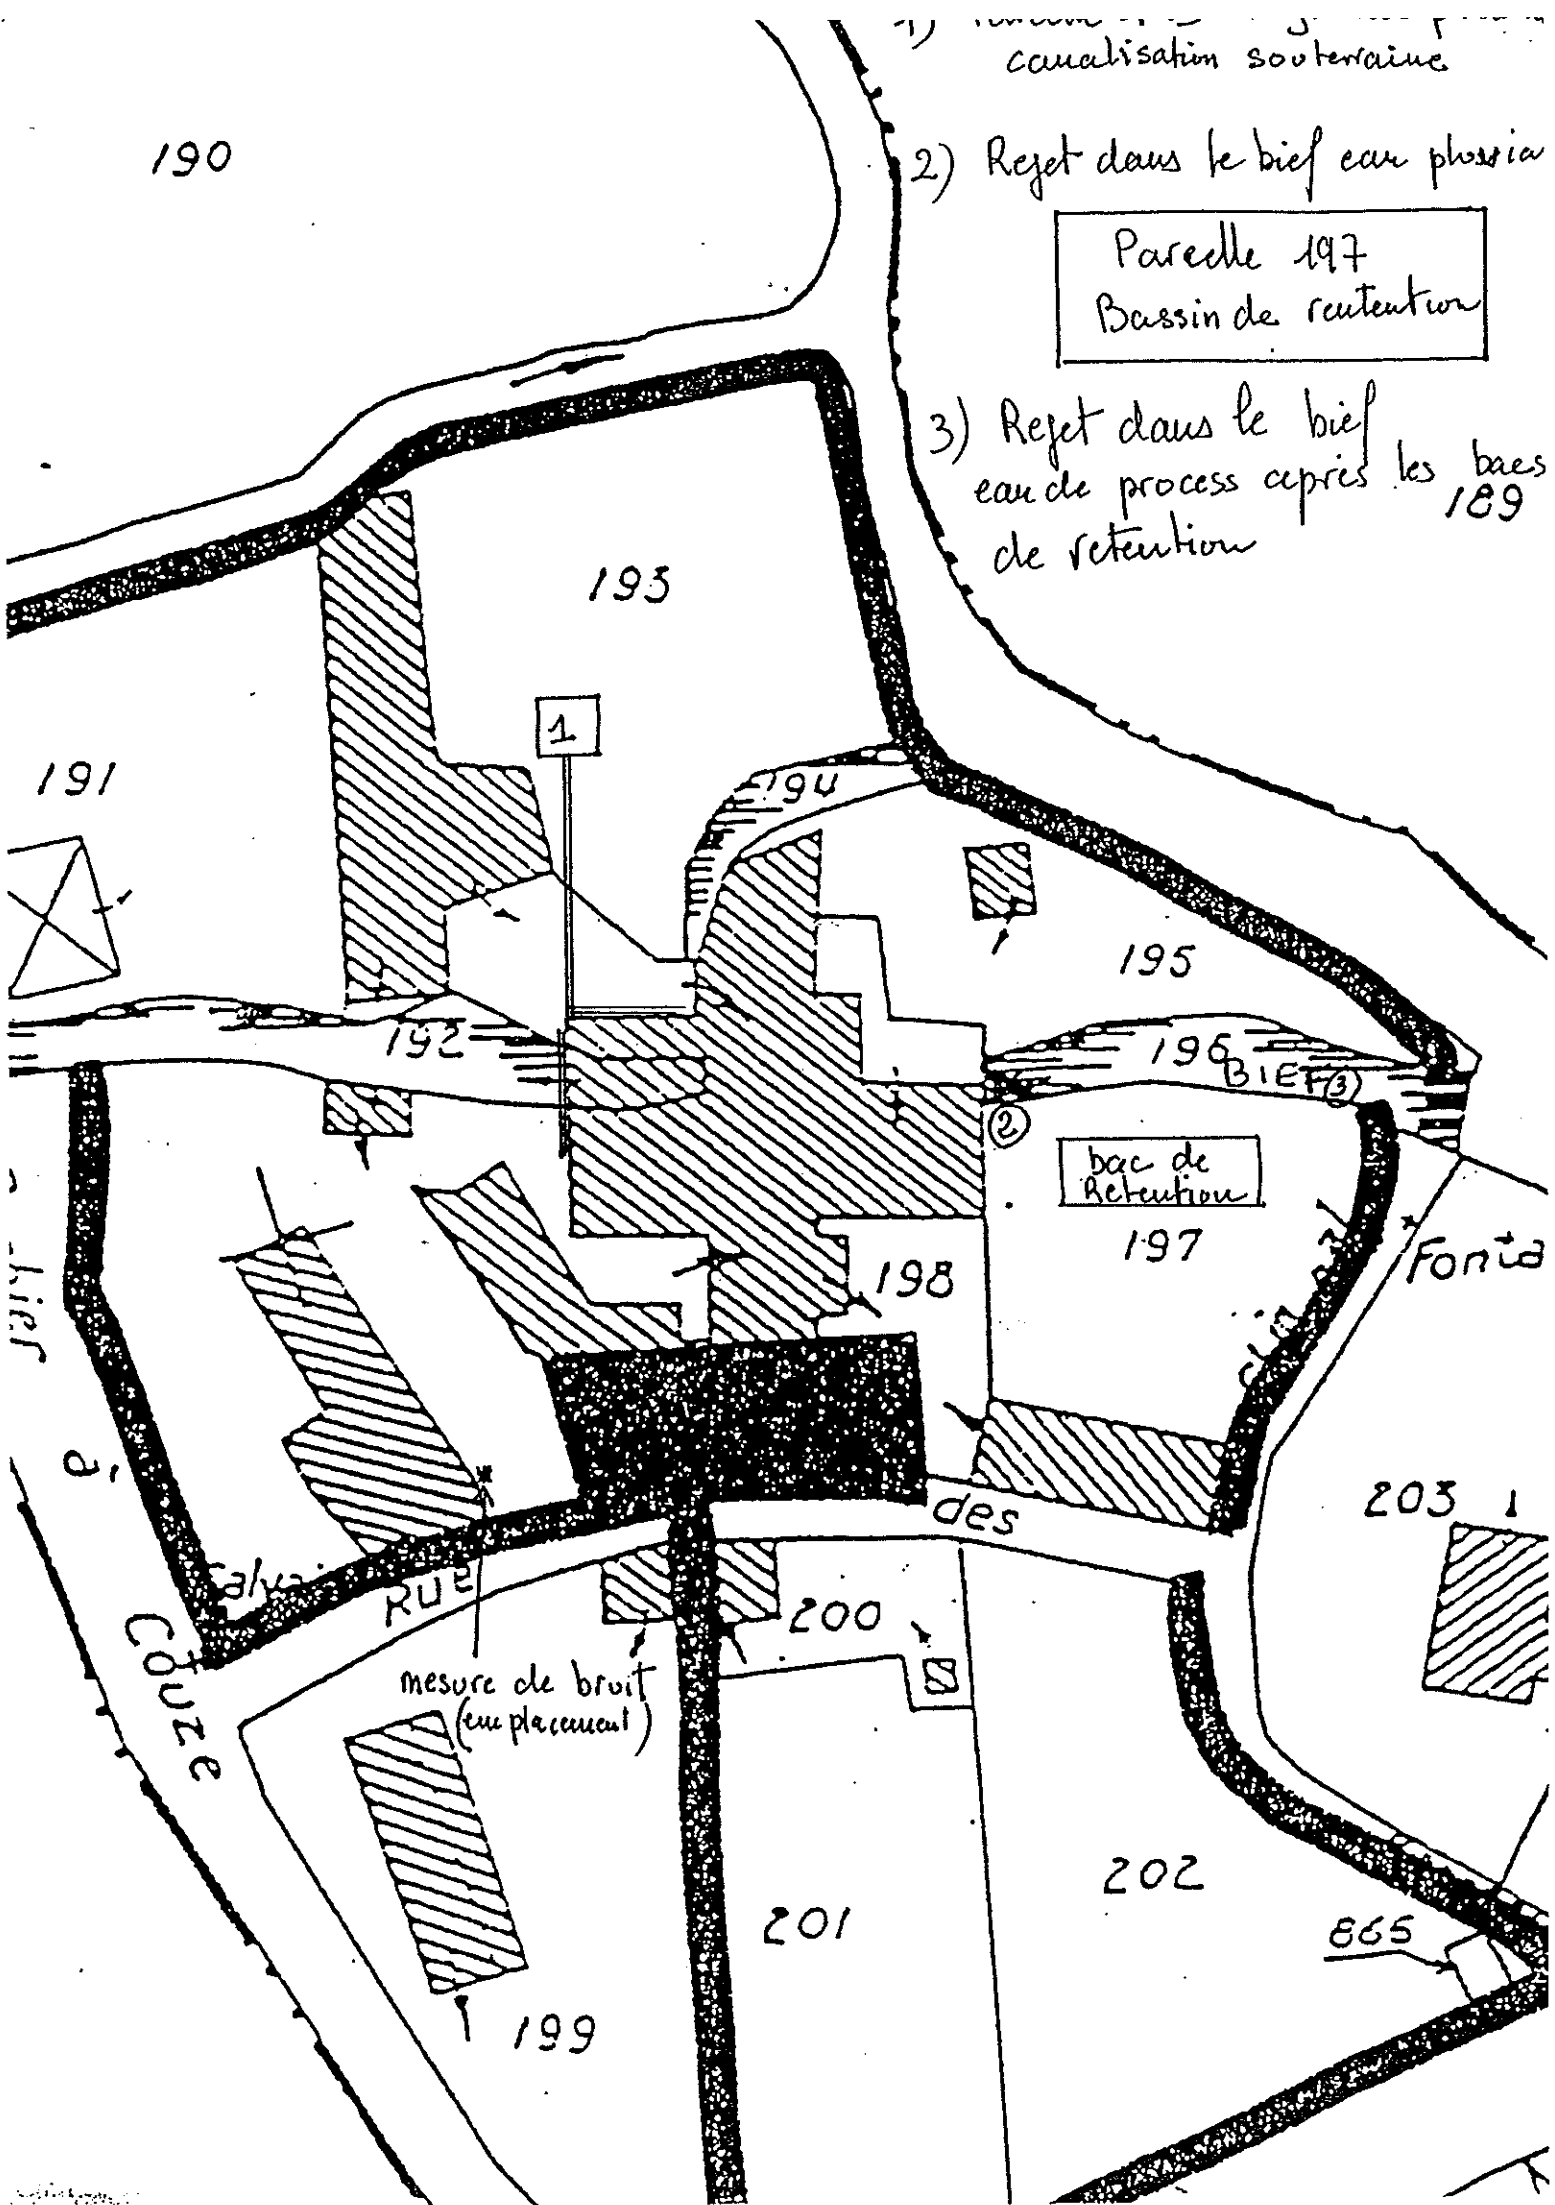 1)
canalisation souterraine
190
2) Rejet dans le bief eau
Parcelle 197
Bassin de rentention
3) Rejet dans le bief
eau de process après les bacs
189
de retention
193
1
191
194
195
192
196
BIEF 3
2
bac de
Retention
197
198
Fonta
à
des
203
Rue
200
Couze
mesure de bruit
(emplacement)
202
201
865
199